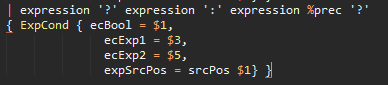 | expression '?' expression ':' expression %prec '?'
{ ExpCond { ecBool = $1,
ecExp1 = $3,
ecExp2 = $5,
expSrcPos = srcPos $1} }